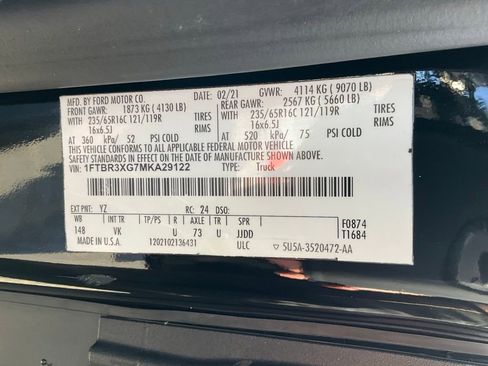 MFD. BY FORD MOTOR CO. 02/21 GVWR: 4114 KG ( 9070 LB)
FRONT GAWR: 1873 KG ( 4130 LB) REAR GAWR: 2567 KG ( 5660 LB)
235/65R16C 121/119R TIRES 235/65R16C 121/119R TIRES
16x6.5J RIMS 16x6.5J RIMS
AT 360 kPa/ 52 PSI COLD AT 520 kPa/ 75 PSI COLD
THIS VEHICLE CONFORMS TO ALL APPLICABLE FEDERAL MOTOR VEHICLE
SAFETY STANDARDS IN EFFECT ON THE DATE OF MANUFACTURE SHOWN ABOVE.
VIN: 1FTBR3XG7MKA29122 TYPE: Truck
EXT PNT: YZ RC: 24 DSO:
WB BRK INT TR TP/PS R AXLE TR SPR F0874
148 VK U 73 U JJDD T1684
MADE IN U.S.A. 1202102136431 ULC 5U5A-3520472-AA